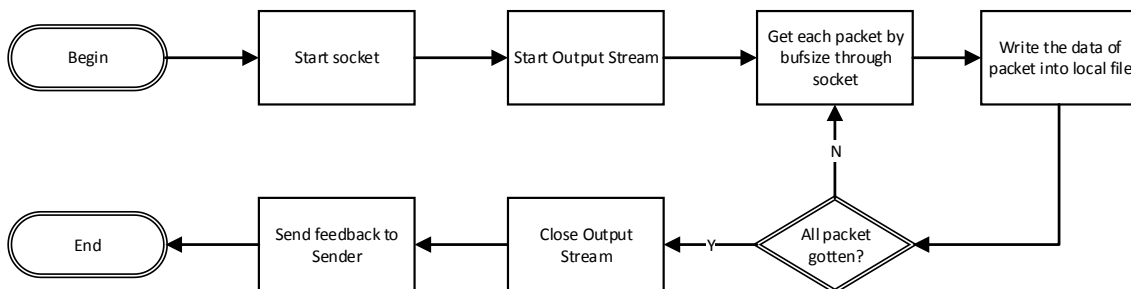 Begin
Start socket
Start Output Stream
Get each packet by
bufsize through
socket
Write the data of
packet into local file
N
All packet
gotten?
Y
Close Output
Stream
Send feedback to
Sender
End